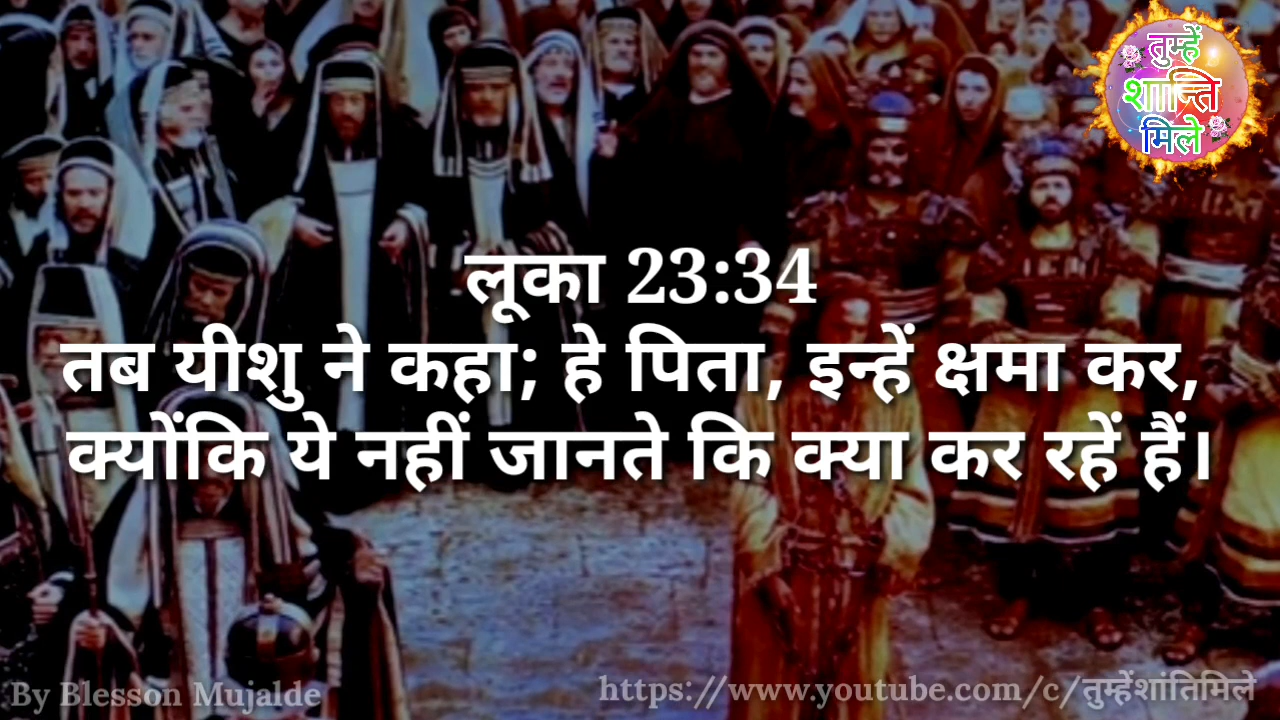 तुम्हें
शान्ति
मिले
लूका 23:34
तब यीशु ने कहा; हे पिता, इन्हें क्षमा कर,
क्योंकि ये नहीं जानते कि क्या कर रहें हैं।
By Blesson Mujalde
https://www.youtube.com/c/तुम्हेंशांतिमिले